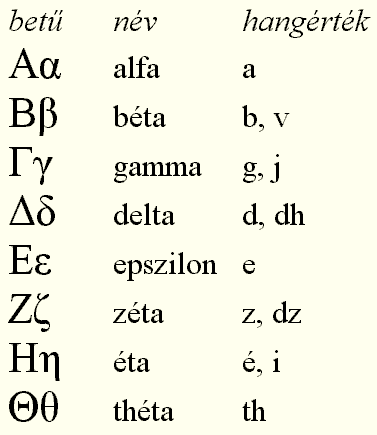 betű név hangérték
Αα alfa a
Ββ béta b, v
Γγ gamma g, j
Δδ delta d, dh
Εε epszilon e
Ζζ zéta z, dz
Ηη éta é, i
Θθ théta th